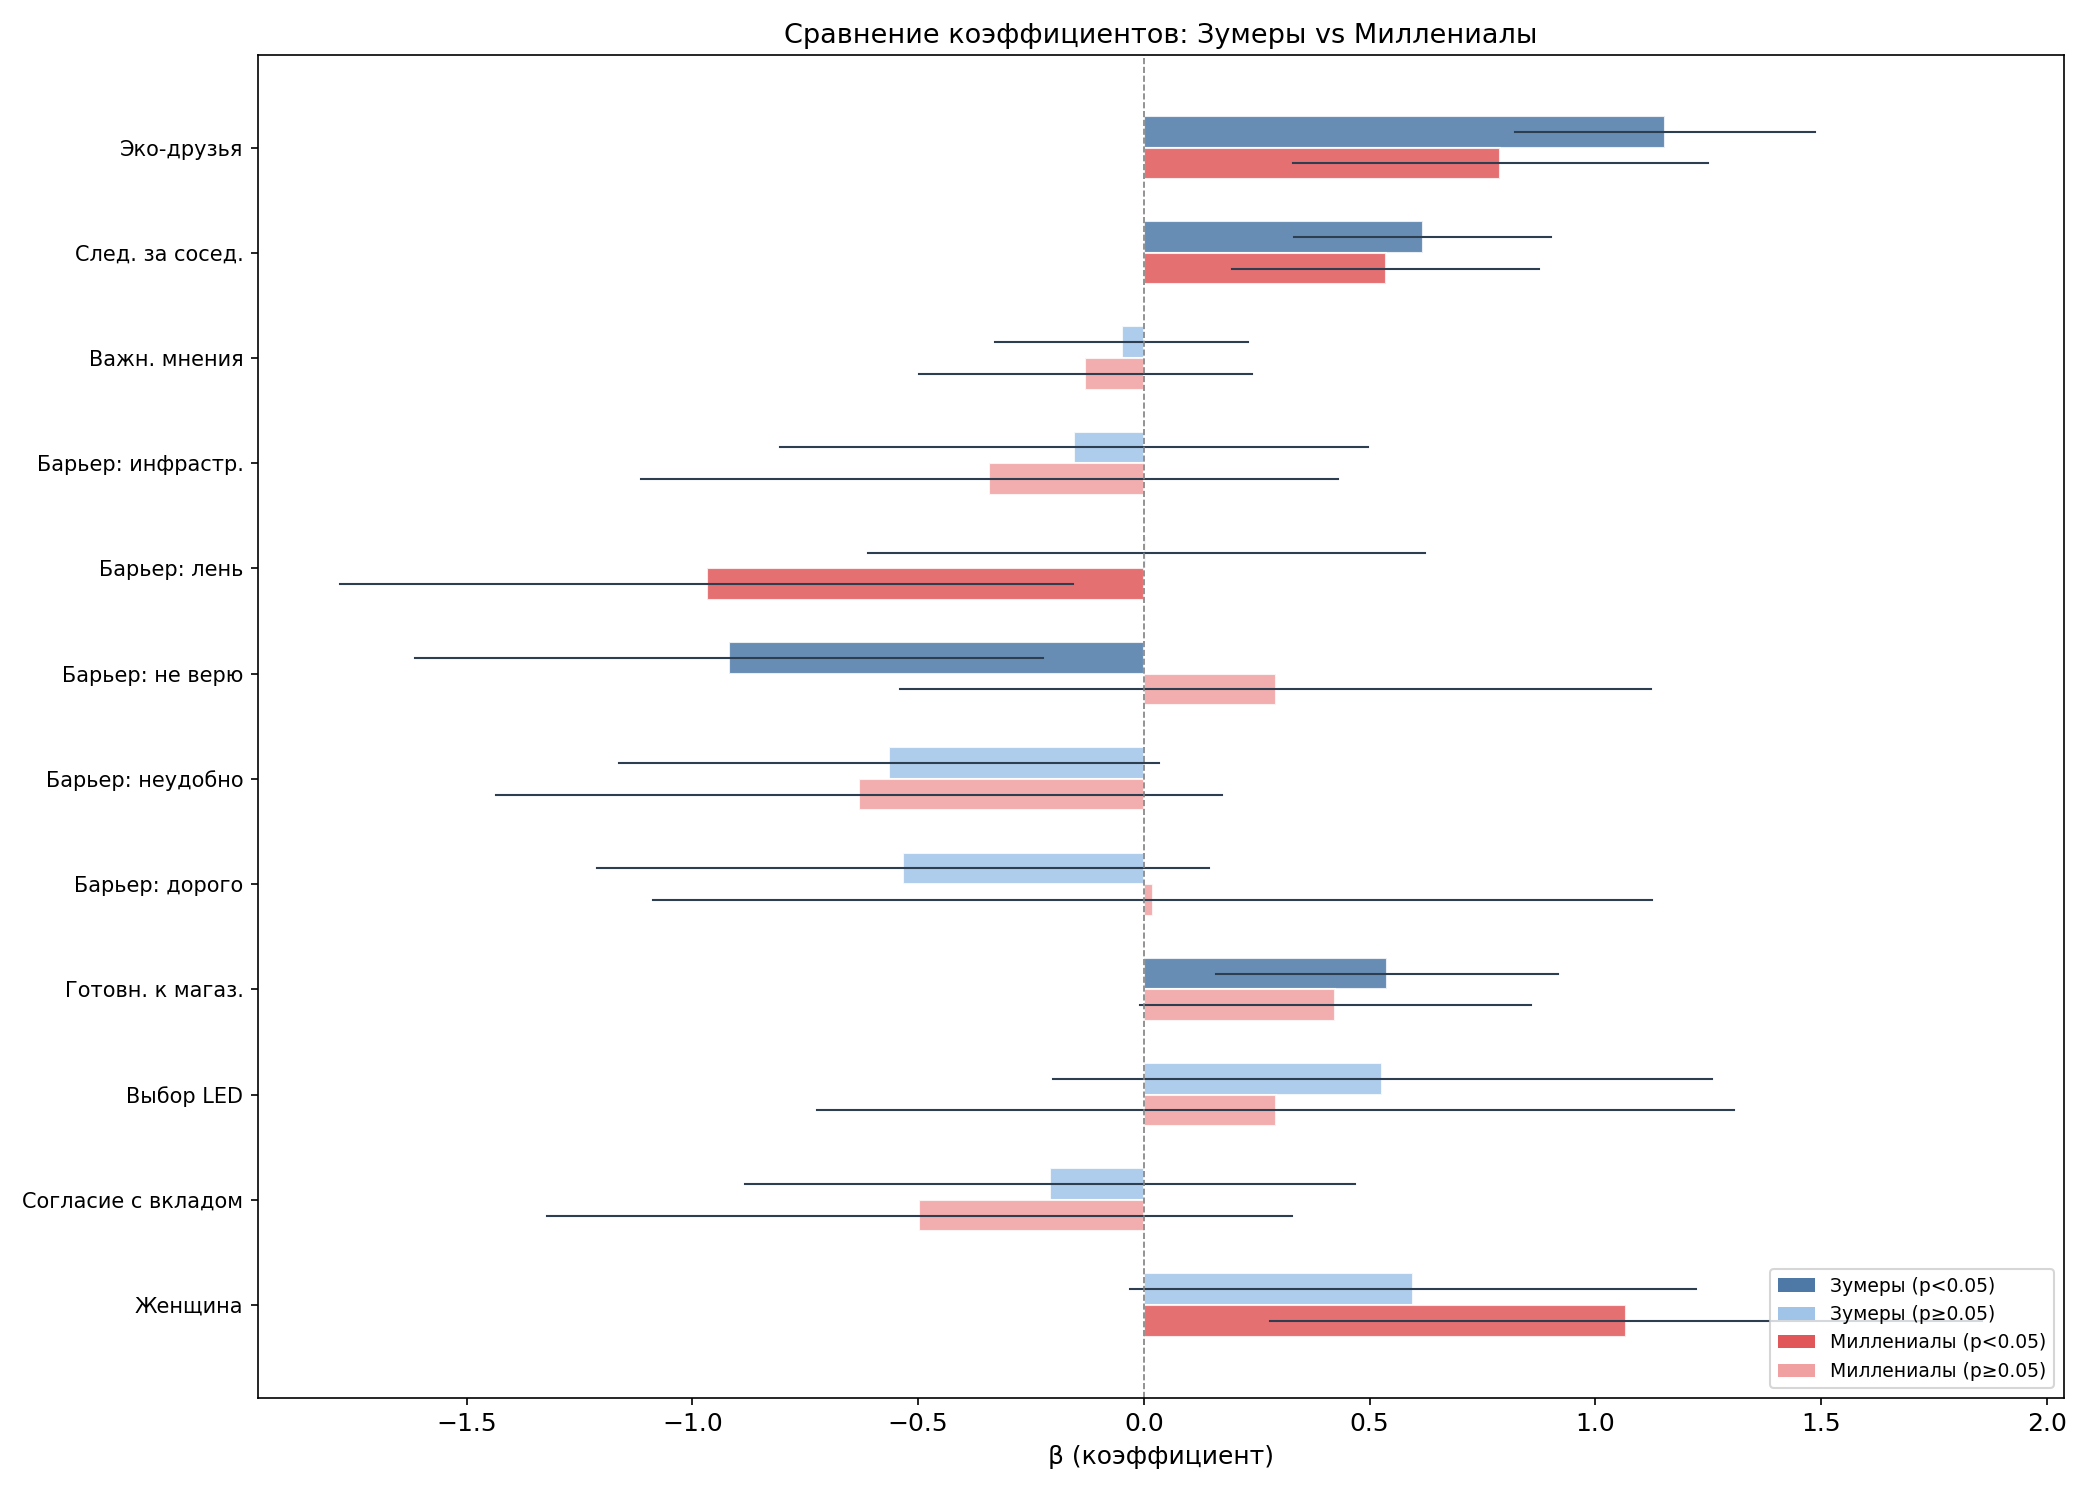 Сравнение коэффициентов: Зумеры vs Миллениалы
Эко-друзья
След. за сосед.
Важн. мнения
Барьер: инфрастр.
Барьер: лень
Барьер: не верю
Барьер: неудобно
Барьер: дорого
Готовн. к магаз.
Выбор LED
Согласие с вкладом
Женщина
Зумеры (p<0.05)
Зумеры (p≥0.05)
Миллениалы (p<0.05)
Миллениалы (p≥0.05)
−1.5 −1.0 −0.5 0.0 0.5 1.0 1.5 2.0
β (коэффициент)